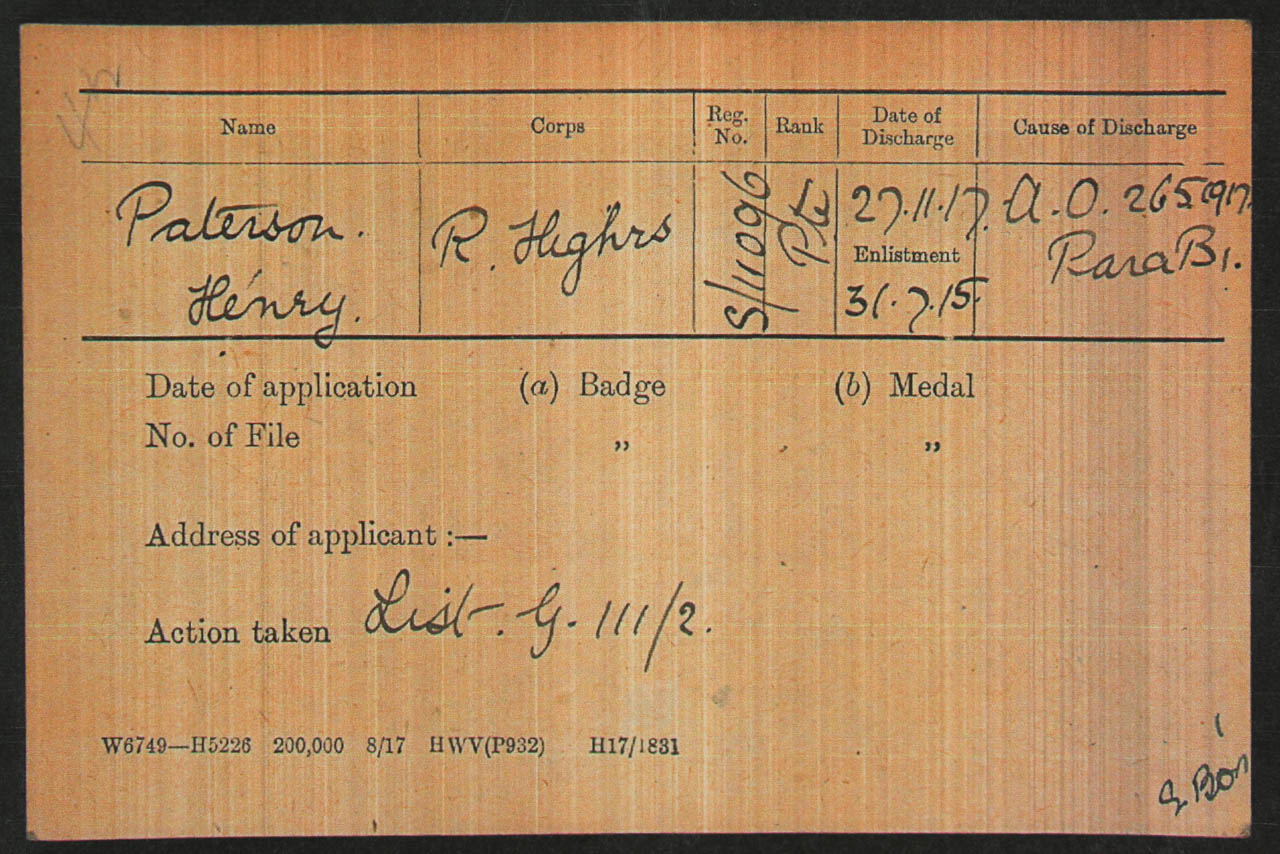 Name Corps Reg. No. Rank Date of Discharge Cause of Discharge
Paterson. R. Highrs S/11096 Pte 27.11.17. A.O. 265/1917
Henry. Enlistment Para B1.
31.7.15.
Date of application (a) Badge (b) Medal
No. of File „ „
Address of applicant :—
Action taken List. G. 111/2.
W6749—H5226 200,000 8/17 HWV(P932) H17/1831